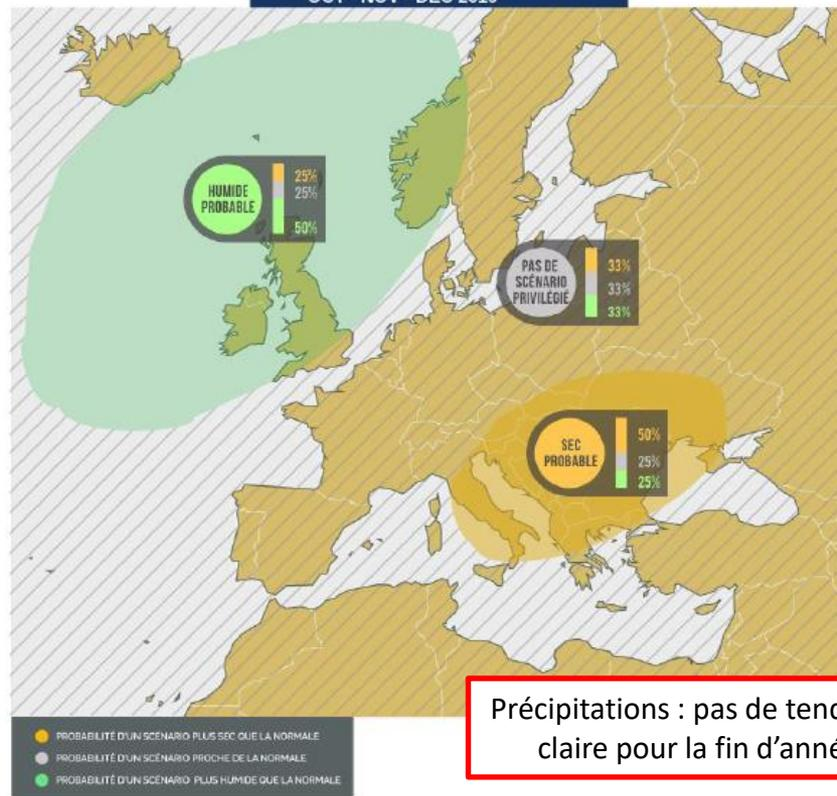 HUMIDE
PROBABLE
25%
25%
50%
PAS DE
SCÉNARIO
PRIVILÉGIÉ
33%
33%
33%
SEC
PROBABLE
50%
25%
25%
Précipitations : pas de
claire pour la fin
PROBABILITÉ D'UN SCÉNARIO PLUS SEC QUE LA NORMALE
PROBABILITÉ D'UN SCÉNARIO PROCHE DE LA NORMALE
PROBABILITÉ D'UN SCÉNARIO PLUS HUMIDE QUE LA NORMALE